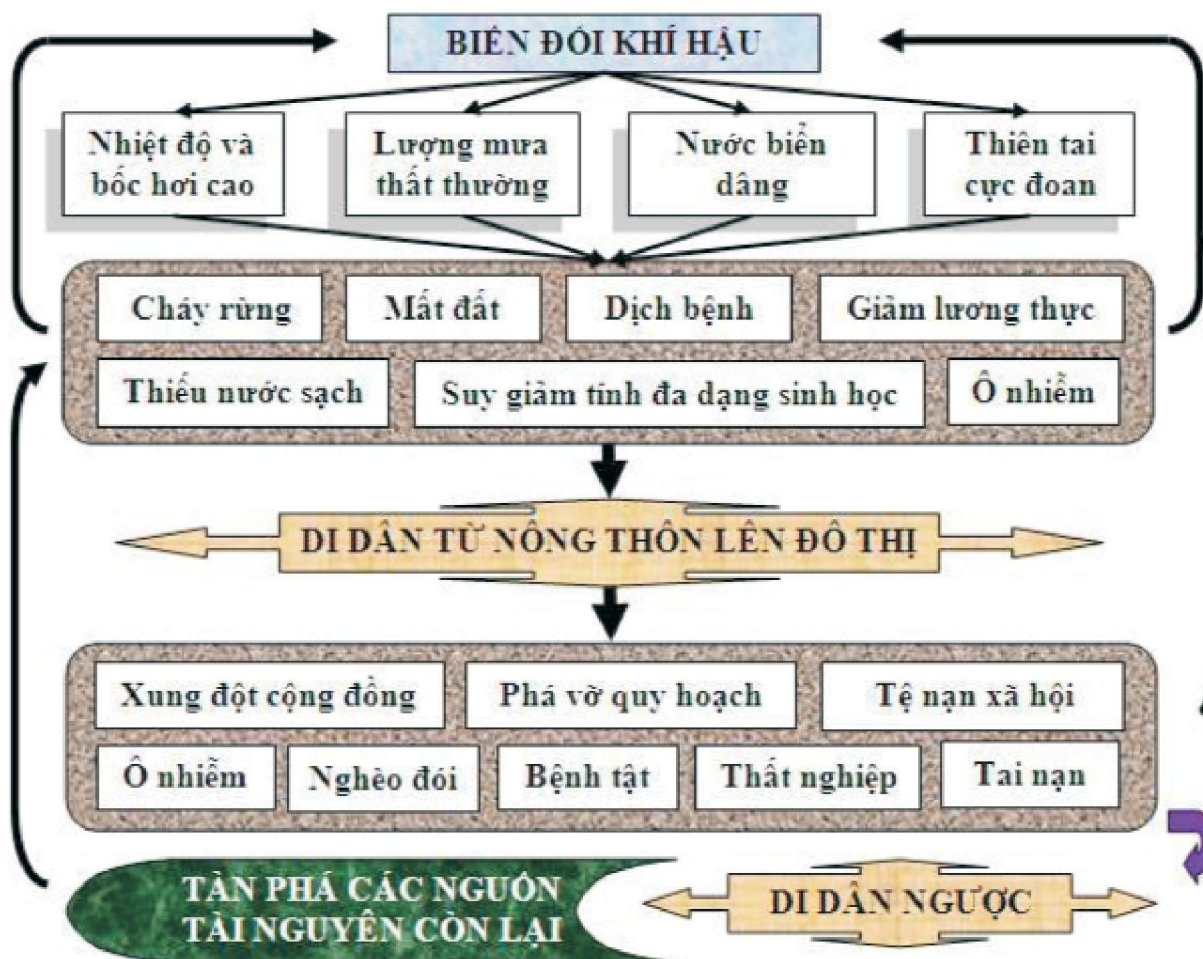 BIẾN ĐỔI KHÍ HẬU
Nhiệt độ và
bốc hơi cao
Lượng mưa
thất thường
Nước biển
dâng
Thiên tai
cực đoan
Cháy rừng
Mất đất
Dịch bệnh
Giảm lương thực
Thiếu nước sạch
Suy giảm tính đa dạng sinh học
Ô nhiễm
DI DÂN TỪ NÔNG THÔN LÊN ĐÔ THỊ
Xung đột cộng đồng
Phá vỡ quy hoạch
Tệ nạn xã hội
Ô nhiễm
Nghèo đói
Bệnh tật
Thất nghiệp
Tai nạn
TÀN PHÁ CÁC NGUỒN
TÀI NGUYÊN CÒN LẠI
DI DÂN NGƯỢC